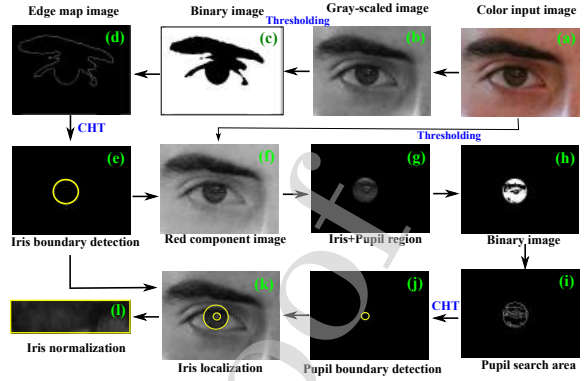 Edge map image
Binary image
Gray-scaled image
Color input image
Thresholding
(d)
(c)
(b)
(a)
CHT
Thresholding
(e)
(f)
(g)
(h)
Iris boundary detection
Red component image
Iris+Pupil region
Binary image
(l)
(k)
(j)
(i)
CHT
Iris normalization
Iris localization
Pupil boundary detection
Pupil search area